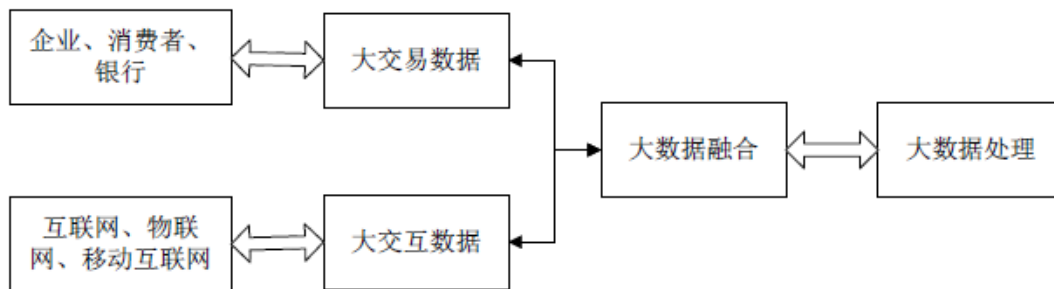 企业、消费者、
银行
大交易数据
大数据融合
大数据处理
互联网、物联
网、移动互联网
大交互数据